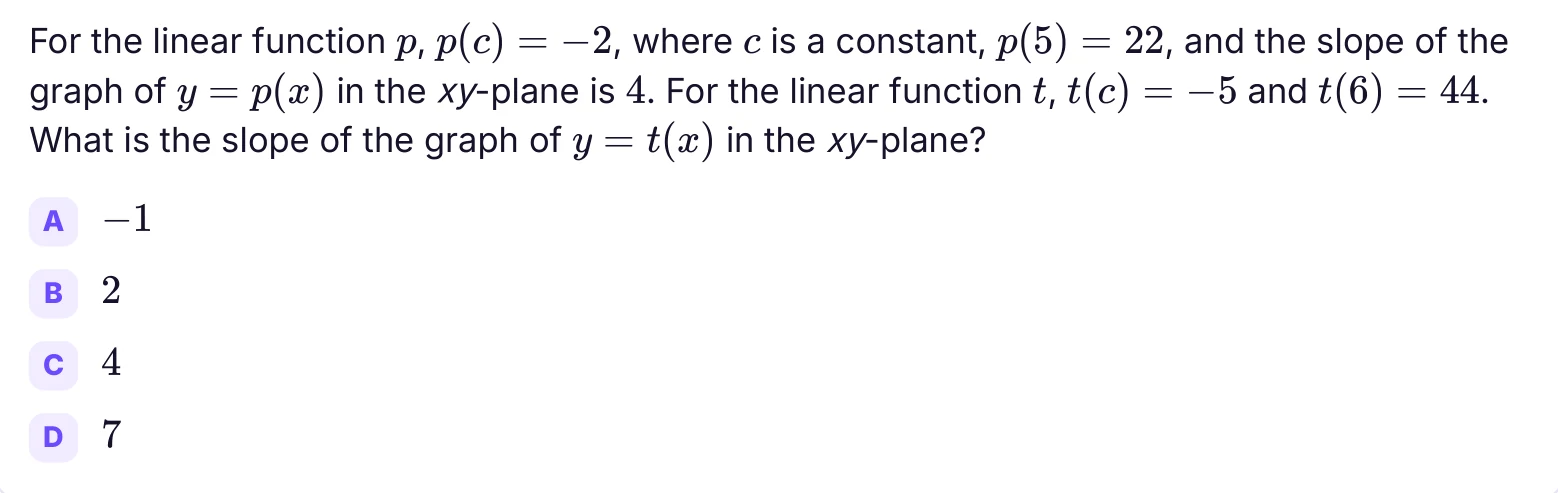 For the linear function p, p(c) = −2, where c is a constant, p(5) = 22, and the slope of the
graph of y = p(x) in the xy-plane is 4. For the linear function t, t(c) = −5 and t(6) = 44.
What is the slope of the graph of y = t(x) in the xy-plane?
A −1
B 2
C 4
D 7